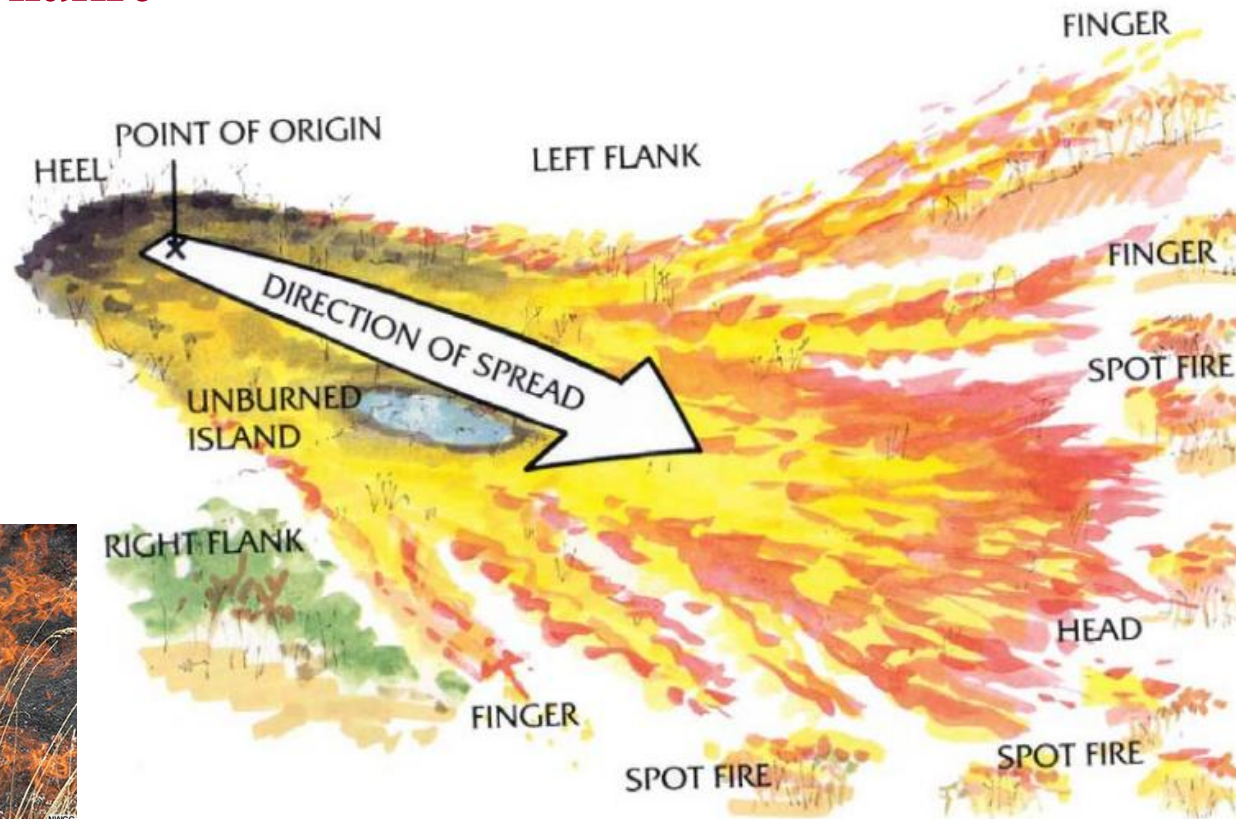 FINGER
POINT OF ORIGIN
HEEL
LEFT FLANK
FINGER
DIRECTION OF SPREAD
SPOT FIRE
UNBURNED
ISLAND
RIGHT FLANK
HEAD
FINGER
SPOT FIRE
SPOT FIRE
NWCG